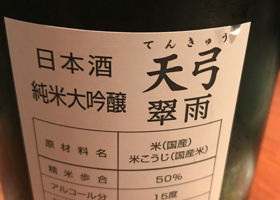 日本酒
純米大吟醸
てんきゅう
天弓
翠雨
原材料名 米(国産)
米こうじ(国産米)
精米歩合 50%
アルコール分 15度